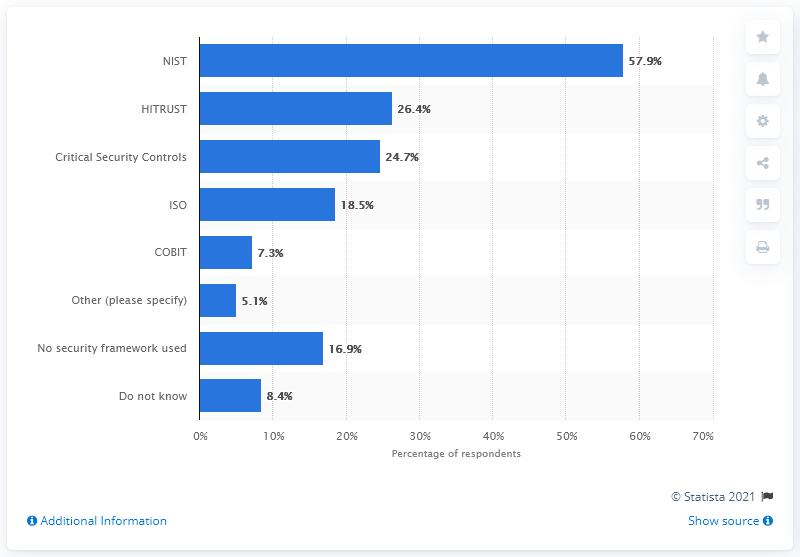 NIST 57.9%
HITRUST 26.4%
Critical Security Controls 24.7%
ISO 18.5%
COBIT 7.3%
Other (please specify) 5.1%
No security framework used 16.9%
Do not know 8.4%
0% 10% 20% 30% 40% 50% 60% 70%
Percentage of respondents
© Statista 2021
Additional Information Show source